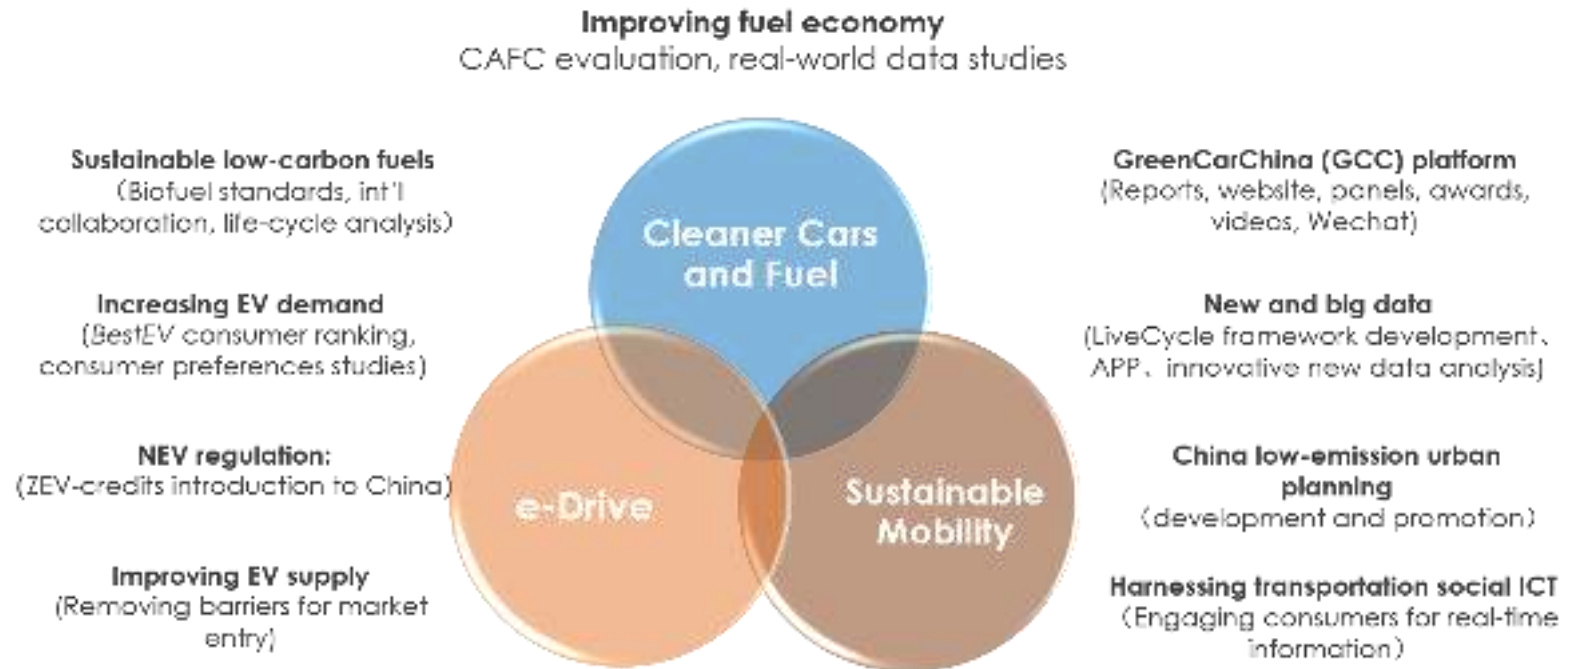 Improving fuel economy
CAFC evaluation, real-world data studies
Sustainable low-carbon fuels
（Biofuel standards, int'l
collaboration, life-cycle analysis）
Increasing EV demand
(BestEV consumer ranking,
consumer preferences studies)
NEV regulation:
(ZEV-credits introduction to China)
Improving EV supply
(Removing barriers for market
entry)
Cleaner Cars
and Fuel
e-Drive
Sustainable
Mobility
GreenCarChina (GCC) platform
(Reports, website, panels, awards,
videos, Wechat)
New and big data
(LiveCycle framework development、
APP、innovative new data analysis)
China low-emission urban
planning
（development and promotion）
Harnessing transportation social ICT
（Engaging consumers for real-time
information）